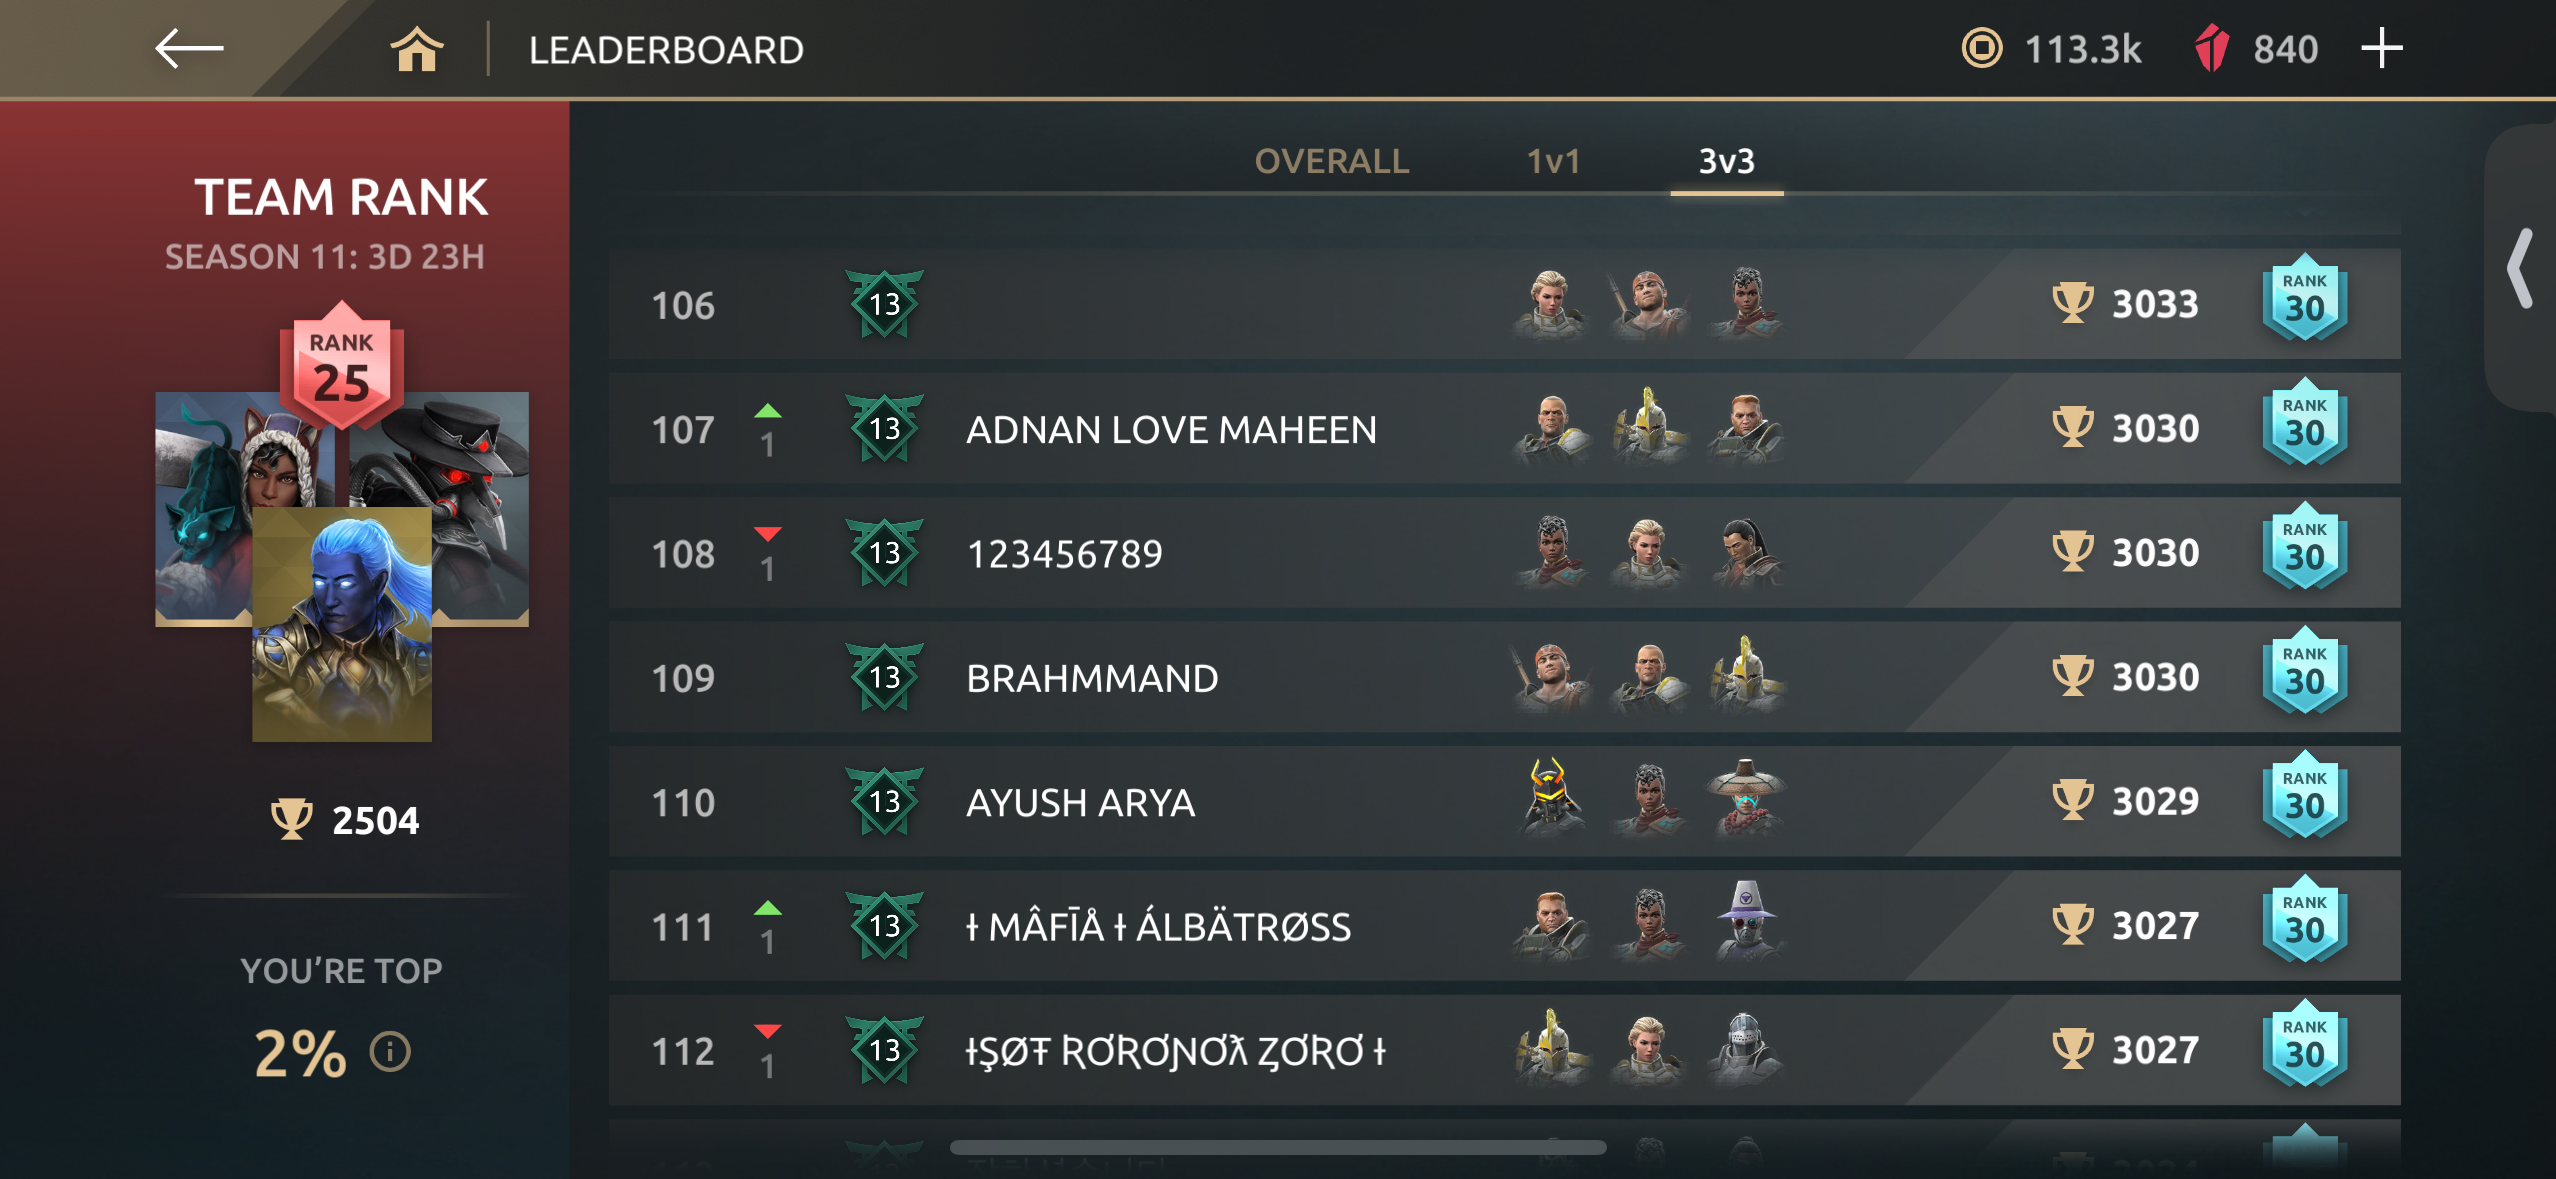 LEADERBOARD
113.3k
840
TEAM RANK
SEASON 11: 3D 23H
RANK
25
2504
YOU'RE TOP
2%
OVERALL
1v1
3v3
106
13
3033
RANK
30
107
1
13
ADNAN LOVE MAHEEN
3030
RANK
30
108
1
13
123456789
3030
RANK
30
109
13
BRAHMMAND
3030
RANK
30
110
13
AYUSH ARYA
3029
RANK
30
111
1
13
ƚ MÂFĪÅ ƚ ÁLBÄTRØSS
3027
RANK
30
112
1
13
3027
RANK
30